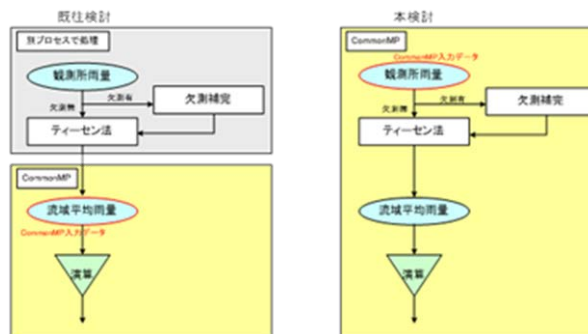 既往検討
別プロセスで処理
観測所雨量
欠測有
欠測無
欠測補完
ティーセン法
CommonMP
流域平均雨量
CommonMP入力データ
演算
本検討
CommonMP
CommonMP入力データ
観測所雨量
欠測有
欠測無
欠測補完
ティーセン法
流域平均雨量
演算